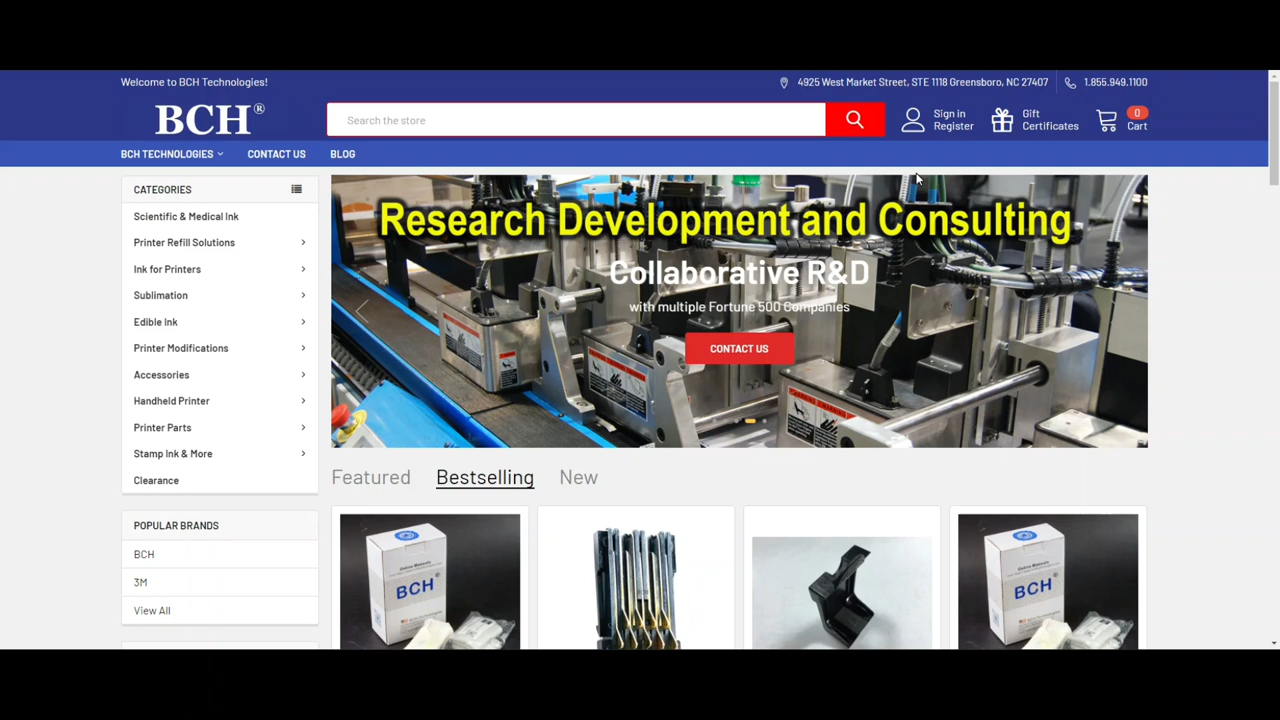 Welcome to BCH Technologies!
4925 West Market Street, STE 1118 Greensboro, NC 27407
1.855.949.1100
BCH®
Search the store
Sign in
Register
Gift
Certificates
0
Cart
BCH TECHNOLOGIES
CONTACT US
BLOG
CATEGORIES
Scientific & Medical Ink
Printer Refill Solutions
Ink for Printers
Sublimation
Edible Ink
Printer Modifications
Accessories
Handheld Printer
Printer Parts
Stamp Ink & More
Clearance
POPULAR BRANDS
BCH
3M
View All
Research Development and Consulting
Collaborative R&D
with multiple Fortune 500 Companies
CONTACT US
Featured
Bestselling
New
BCH
BCH